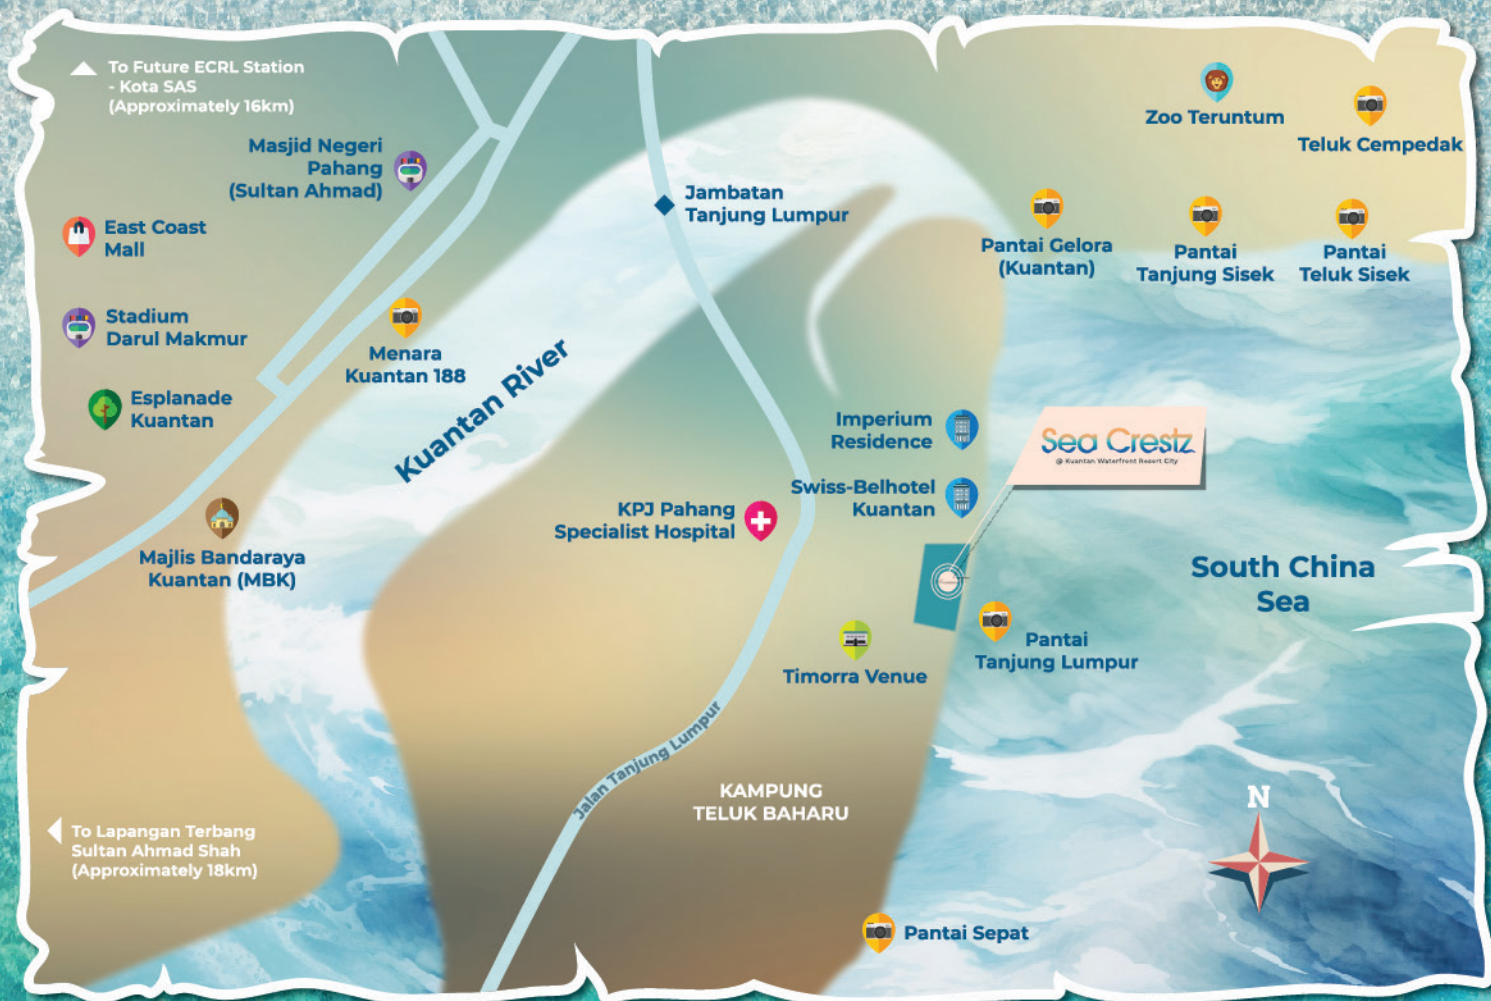 To Future ECRL Station
- Kota SAS
(Approximately 16km)
Zoo Teruntum
Teluk Cempedak
Masjid Negeri
Pahang
(Sultan Ahmad)
Jambatan
Tanjung Lumpur
East Coast
Mall
Pantai Gelora
(Kuantan)
Pantai
Tanjung Sisek
Pantai
Teluk Sisek
Stadium
Darul Makmur
Menara
Kuantan 188
Esplanade
Kuantan
Kuantan River
Imperium
Residence
Sea Crestz
@ Kuantan Waterfront Resort City
Swiss-Belhotel
Kuantan
KPJ Pahang
Specialist Hospital
Majlis Bandaraya
Kuantan (MBK)
South China
Sea
Pantai
Tanjung Lumpur
Timorra Venue
Jalan Tanjung Lumpur
KAMPUNG
TELUK BAHARU
N
To Lapangan Terbang
Sultan Ahmad Shah
(Approximately 18km)
Pantai Sepat